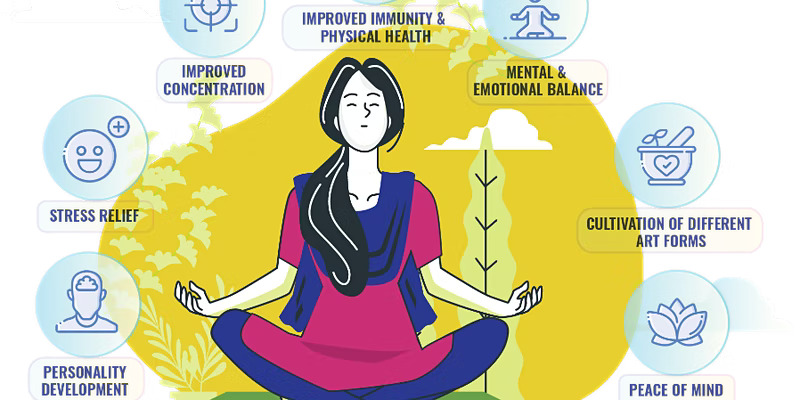 IMPROVED IMMUNITY &
PHYSICAL HEALTH
IMPROVED
CONCENTRATION
MENTAL &
EMOTIONAL BALANCE
STRESS RELIEF
CULTIVATION OF DIFFERENT
ART FORMS
PERSONALITY
DEVELOPMENT
PEACE OF MIND